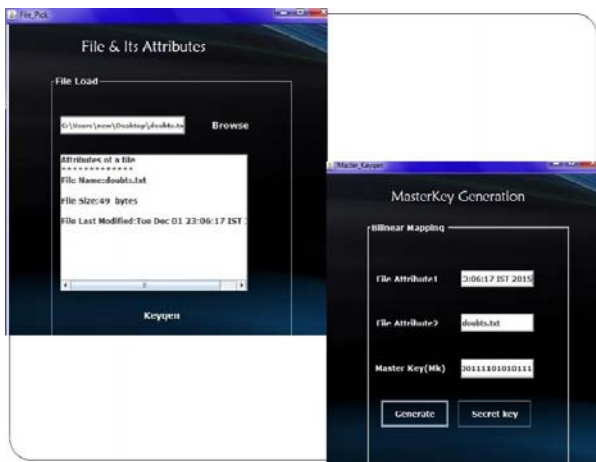 File_Pick
File & Its Attributes
File Load
C:\Users\new\Desktop\doubts.tx
Browse
Attributes of a file
*************
File Name:doubts.txt
File Size:49 bytes
File Last Modified:Tue Dec 01 23:06:17 IST
Keygen
Master_Keygen
MasterKey Generation
Bilinear Mapping
File Attribute1
3:06:17 IST 2015
File Attribute2
doubts.txt
Master Key(Mk)
00111101010111
Generate
Secret key